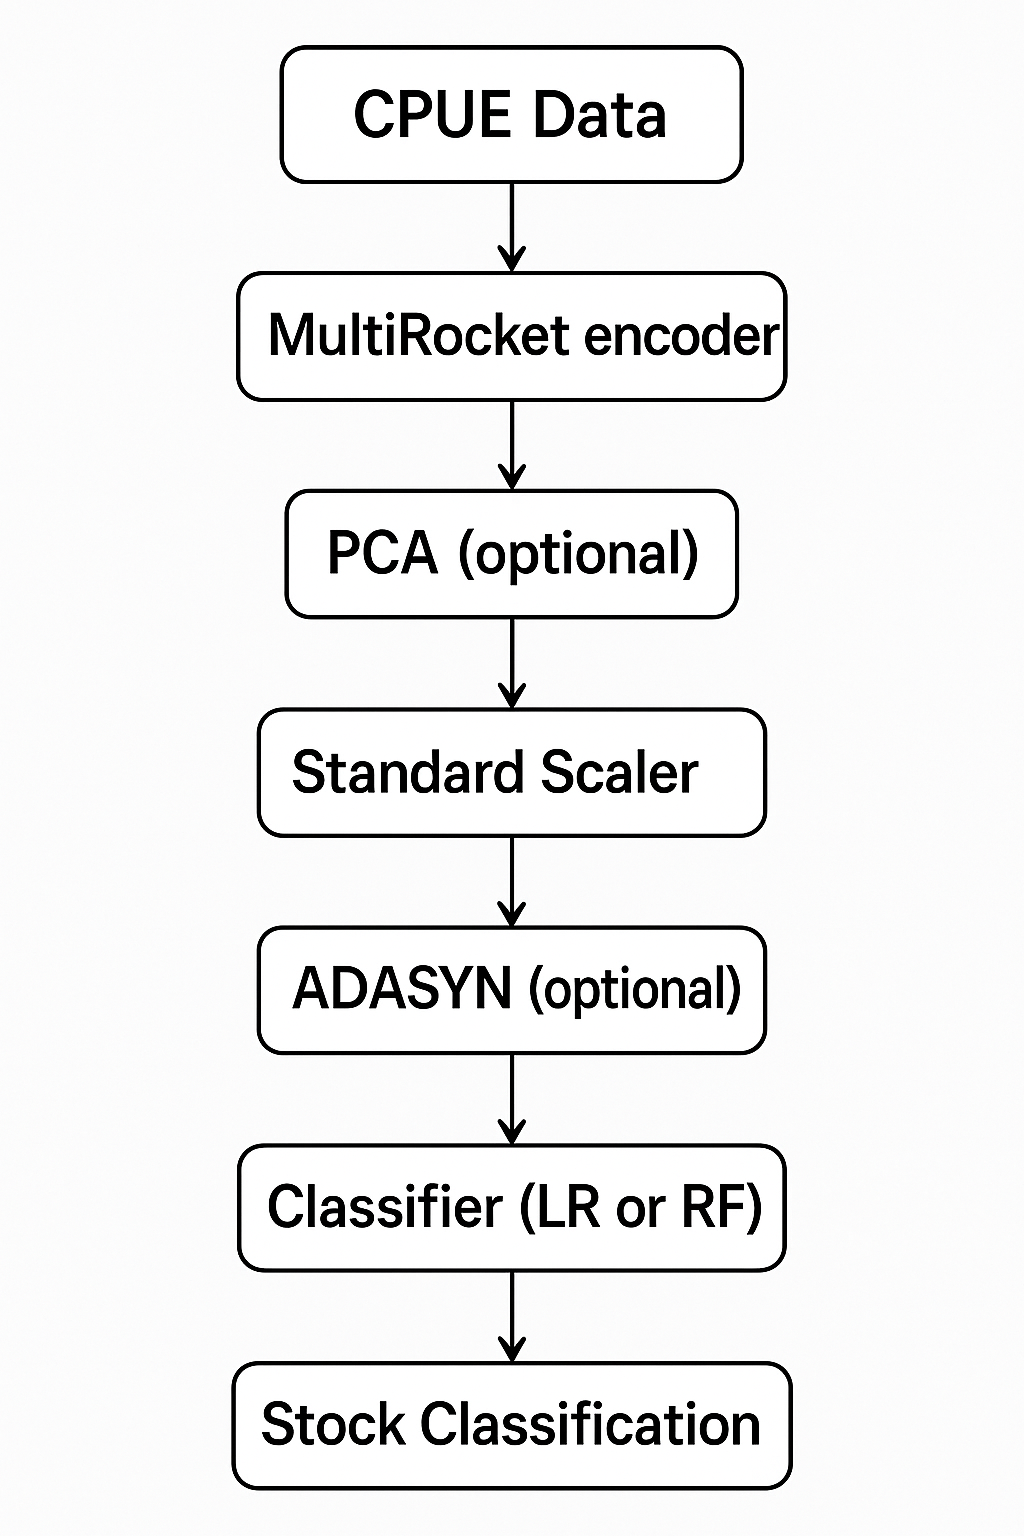 CPUE Data
MultiRocket encoder
PCA (optional)
Standard Scaler
ADASYN (optional)
Classifier (LR or RF)
Stock Classification